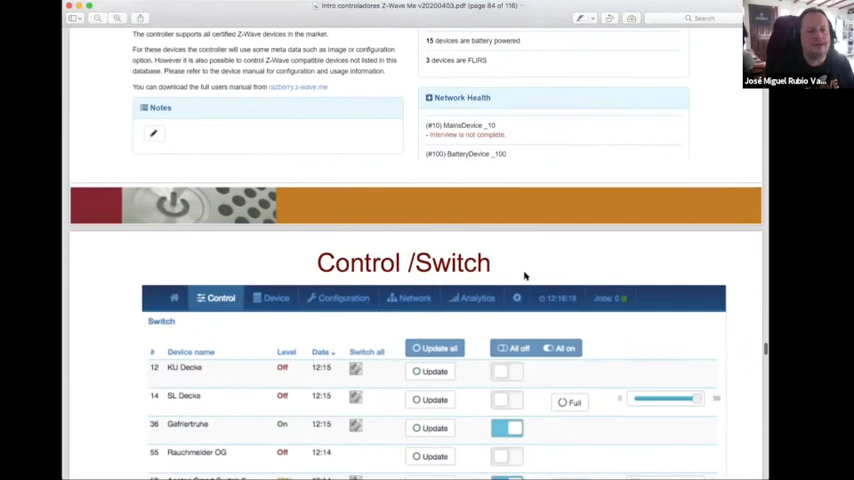 Intro controladores Z-Wave Me v20200403.pdf (page 84 of 116)
Search
José Miguel Rubio Va...
The controller supports all certified Z-Wave devices in the market.
For these devices the controller will use some meta data such as image or configuration
option. However it is also possible to control Z-Wave compatible devices not listed in this
database. Please refer to the device manual for configuration and usage information.
You can download the full users manual from razberry.z-wave.me
Notes
15 devices are battery powered
3 devices are FLIRS
Network Health
(#10) MainsDevice _10
- Interview is not complete.
(#100) BatteryDevice _100
Control /Switch
Control Device Configuration Network Analytics 12:16:19 Jobs: 0
Switch
# Device name Level Date Switch all Update all All off All on
12 KU Decke Off 12:15 Update
14 SL Decke Off 12:15 Update Full 0
36 Gefriertruhe On 12:15 Update
55 Rauchmelder OG Off 12:14 Update